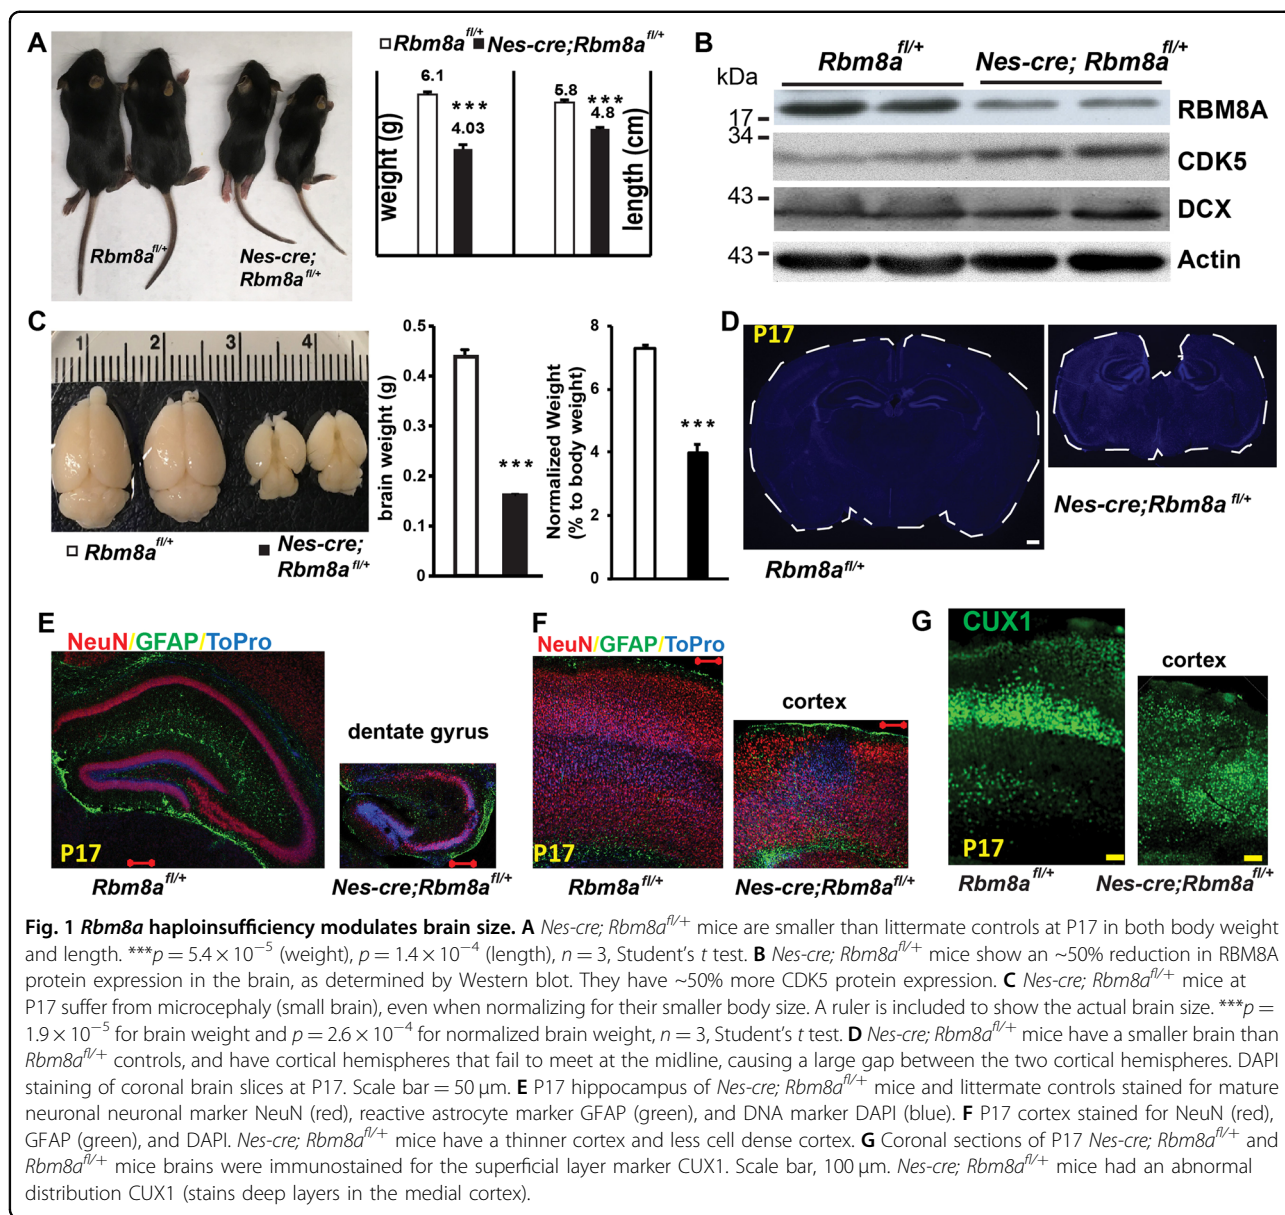 A
Rbm8a fl/+ Nes-cre;Rbm8a fl/+
6.1
***
4.03
5.8
***
4.8
weight (g)
length (cm)
Rbm8a fl/+
Nes-cre;
Rbm8a fl/+
B
Rbm8a fl/+ Nes-cre; Rbm8a fl/+
kDa
17
RBM8A
34
CDK5
43
DCX
43
Actin
C
1 2 3 4
Rbm8a fl/+
Nes-cre;
Rbm8a fl/+
brain weight (g)
0.5
0.4
0.3
0.2
0.1
0
***
Normalized Weight
(% to body weight)
8
6
4
2
0
***
D
P17
Rbm8a fl/+
Nes-cre;Rbm8a fl/+
E
NeuN/GFAP/ToPro
dentate gyrus
P17
Rbm8a fl/+
Nes-cre;Rbm8a fl/+
F
NeuN/GFAP/ToPro
cortex
P17
Rbm8a fl/+
Nes-cre;Rbm8a fl/+
G
CUX1
cortex
P17
Rbm8a fl/+
Nes-cre;Rbm8a fl/+
Fig. 1 Rbm8a haploinsufficiency modulates brain size. A Nes-cre; Rbm8a fl/+ mice are smaller than littermate controls at P17 in both body weight
and length. ***p = 5.4 × 10⁻⁵ (weight), p = 1.4 × 10⁻⁴ (length), n = 3, Student's t test. B Nes-cre; Rbm8a fl/+ mice show an ~50% reduction in RBM8A
protein expression in the brain, as determined by Western blot. They have ~50% more CDK5 protein expression. C Nes-cre; Rbm8a fl/+ mice at
P17 suffer from microcephaly (small brain), even when normalizing for their smaller body size. A ruler is included to show the actual brain size. ***p =
1.9 × 10⁻⁵ for brain weight and p = 2.6 × 10⁻⁴ for normalized brain weight, n = 3, Student's t test. D Nes-cre; Rbm8a fl/+ mice have a smaller brain than
Rbm8a fl/+ controls, and have cortical hemispheres that fail to meet at the midline, causing a large gap between the two cortical hemispheres. DAPI
staining of coronal brain slices at P17. Scale bar = 50 μm. E P17 hippocampus of Nes-cre; Rbm8a fl/+ mice and littermate controls stained for mature
neuronal neuronal marker NeuN (red), reactive astrocyte marker GFAP (green), and DNA marker DAPI (blue). F P17 cortex stained for NeuN (red),
GFAP (green), and DAPI. Nes-cre; Rbm8a fl/+ mice have a thinner cortex and less cell dense cortex. G Coronal sections of P17 Nes-cre; Rbm8a fl/+ and
Rbm8a fl/+ mice brains were immunostained for the superficial layer marker CUX1. Scale bar, 100 μm. Nes-cre; Rbm8a fl/+ mice had an abnormal
distribution CUX1 (stains deep layers in the medial cortex).